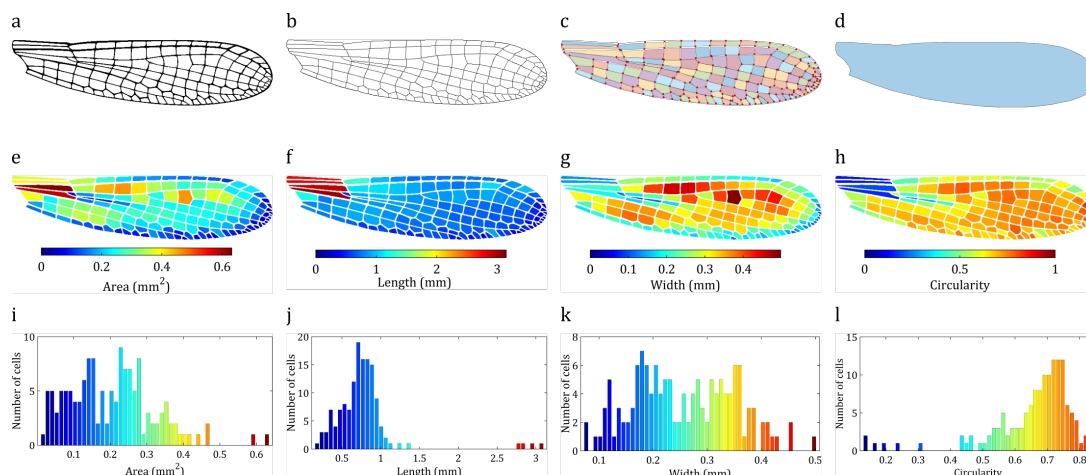 a
b
c
d
e
f
g
h
0 0.2 0.4 0.6
Area (mm²)
0 1 2 3
Length (mm)
0 0.1 0.2 0.3 0.4
Width (mm)
0 0.5 1
Circularity
i
j
k
l
10
5
0
Number of cells
0.1 0.2 0.3 0.4 0.5 0.6
Area (mm²)
20
15
10
5
0
Number of cells
0.5 1 1.5 2 2.5 3
Length (mm)
8
6
4
2
0
Number of cells
0.1 0.2 0.3 0.4 0.5
Width (mm)
15
10
5
0
Number of cells
0.2 0.3 0.4 0.5 0.6 0.7 0.8
Circularity